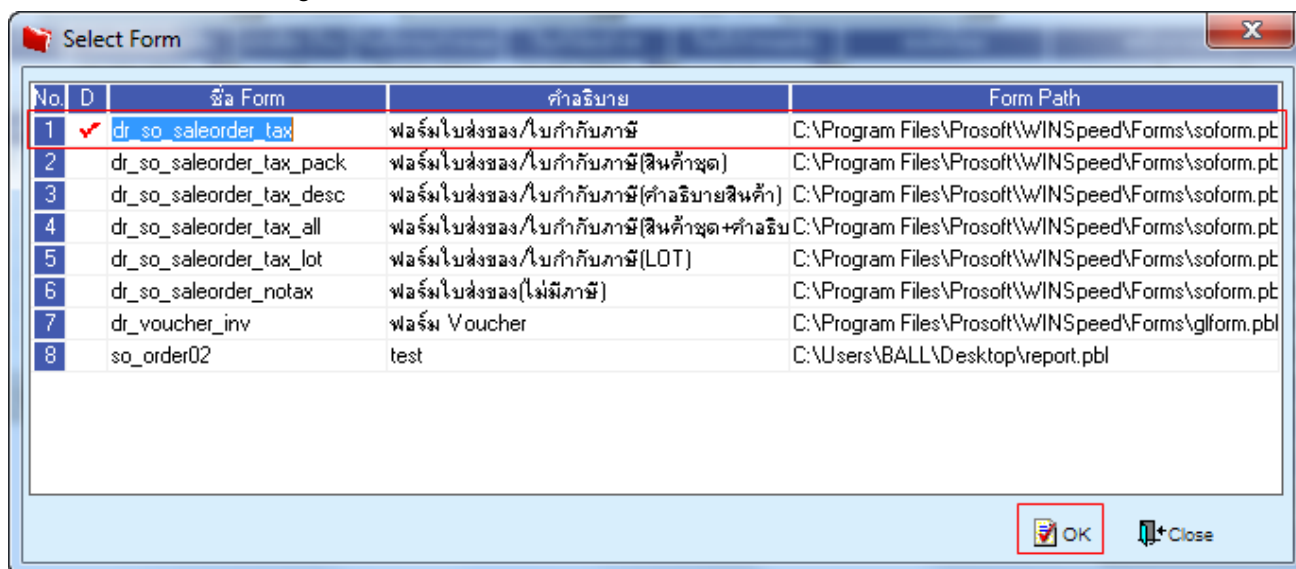 Select Form
No. D ชื่อ Form คำอธิบาย Form Path
1 dr_so_saleorder_tax ฟอร์มใบส่งของ/ใบกำกับภาษี C:\Program Files\Prosoft\WINSpeed\Forms\soform.pb
2 dr_so_saleorder_tax_pack ฟอร์มใบส่งของ/ใบกำกับภาษี(สินค้าชุด) C:\Program Files\Prosoft\WINSpeed\Forms\soform.pb
3 dr_so_saleorder_tax_desc ฟอร์มใบส่งของ/ใบกำกับภาษี(คำอธิบายสินค้า) C:\Program Files\Prosoft\WINSpeed\Forms\soform.pb
4 dr_so_saleorder_tax_all ฟอร์มใบส่งของ/ใบกำกับภาษี(สินค้าชุด+คำอธิบ C:\Program Files\Prosoft\WINSpeed\Forms\soform.pb
5 dr_so_saleorder_tax_lot ฟอร์มใบส่งของ/ใบกำกับภาษี(LOT) C:\Program Files\Prosoft\WINSpeed\Forms\soform.pb
6 dr_so_saleorder_notax ฟอร์มใบส่งของ(ไม่มีภาษี) C:\Program Files\Prosoft\WINSpeed\Forms\soform.pb
7 dr_voucher_inv ฟอร์ม Voucher C:\Program Files\Prosoft\WINSpeed\Forms\glform.pbl
8 so_order02 test C:\Users\BALL\Desktop\report.pbl
OK Close